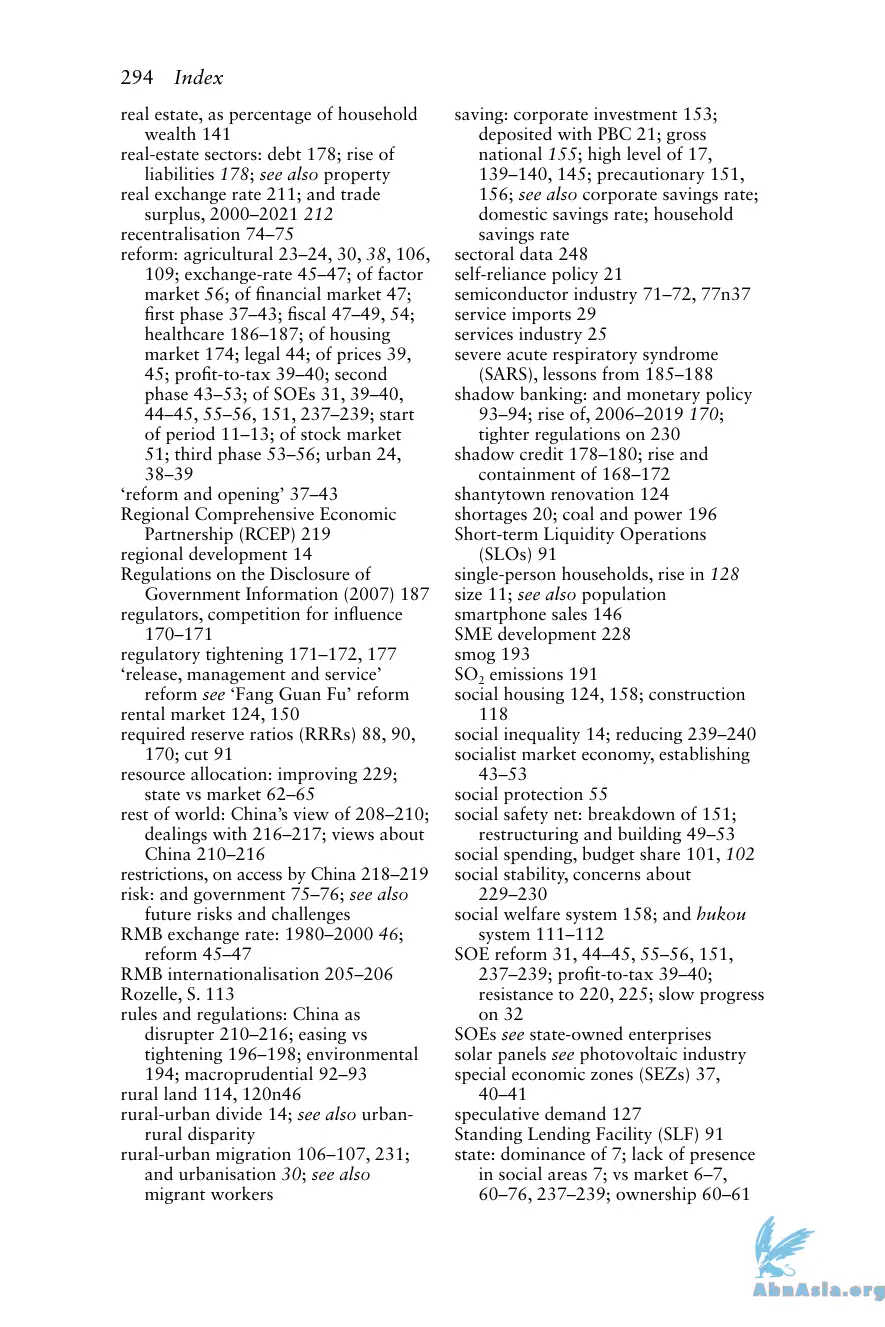 294 Index
real estate, as percentage of household
wealth 141
real-estate sectors: debt 178; rise of
liabilities 178; see also property
real exchange rate 211; and trade
surplus, 2000–2021 212
recentralisation 74–75
reform: agricultural 23–24, 30, 38, 106,
109; exchange-rate 45–47; of factor
market 56; of financial market 47;
first phase 37–43; fiscal 47–49, 54;
healthcare 186–187; of housing
market 174; legal 44; of prices 39,
45; profit-to-tax 39–40; second
phase 43–53; of SOEs 31, 39–40,
44–45, 55–56, 151, 237–239; start
of period 11–13; of stock market
51; third phase 53–56; urban 24,
38–39
‘reform and opening’ 37–43
Regional Comprehensive Economic
Partnership (RCEP) 219
regional development 14
Regulations on the Disclosure of
Government Information (2007) 187
regulators, competition for influence
170–171
regulatory tightening 171–172, 177
‘release, management and service’
reform see ‘Fang Guan Fu’ reform
rental market 124, 150
required reserve ratios (RRRs) 88, 90,
170; cut 91
resource allocation: improving 229;
state vs market 62–65
rest of world: China’s view of 208–210;
dealings with 216–217; views about
China 210–216
restrictions, on access by China 218–219
risk: and government 75–76; see also
future risks and challenges
RMB exchange rate: 1980–2000 46;
reform 45–47
RMB internationalisation 205–206
Rozelle, S. 113
rules and regulations: China as
disrupter 210–216; easing vs
tightening 196–198; environmental
194; macroprudential 92–93
rural land 114, 120n46
rural-urban divide 14; see also urban-
rural disparity
rural-urban migration 106–107, 231;
and urbanisation 30; see also
migrant workers
saving: corporate investment 153;
deposited with PBC 21; gross
national 155; high level of 17,
139–140, 145; precautionary 151,
156; see also corporate savings rate;
domestic savings rate; household
savings rate
sectoral data 248
self-reliance policy 21
semiconductor industry 71–72, 77n37
service imports 29
services industry 25
severe acute respiratory syndrome
(SARS), lessons from 185–188
shadow banking: and monetary policy
93–94; rise of, 2006–2019 170;
tighter regulations on 230
shadow credit 178–180; rise and
containment of 168–172
shantytown renovation 124
shortages 20; coal and power 196
Short-term Liquidity Operations
(SLOs) 91
single-person households, rise in 128
size 11; see also population
smartphone sales 146
SME development 228
smog 193
SO₂ emissions 191
social housing 124, 158; construction
118
social inequality 14; reducing 239–240
socialist market economy, establishing
43–53
social protection 55
social safety net: breakdown of 151;
restructuring and building 49–53
social spending, budget share 101, 102
social stability, concerns about
229–230
social welfare system 158; and hukou
system 111–112
SOE reform 31, 44–45, 55–56, 151,
237–239; profit-to-tax 39–40;
resistance to 220, 225; slow progress
on 32
SOEs see state-owned enterprises
solar panels see photovoltaic industry
special economic zones (SEZs) 37,
40–41
speculative demand 127
Standing Lending Facility (SLF) 91
state: dominance of 7; lack of presence
in social areas 7; vs market 6–7,
60–76, 237–239; ownership 60–61
AbnAsia.org